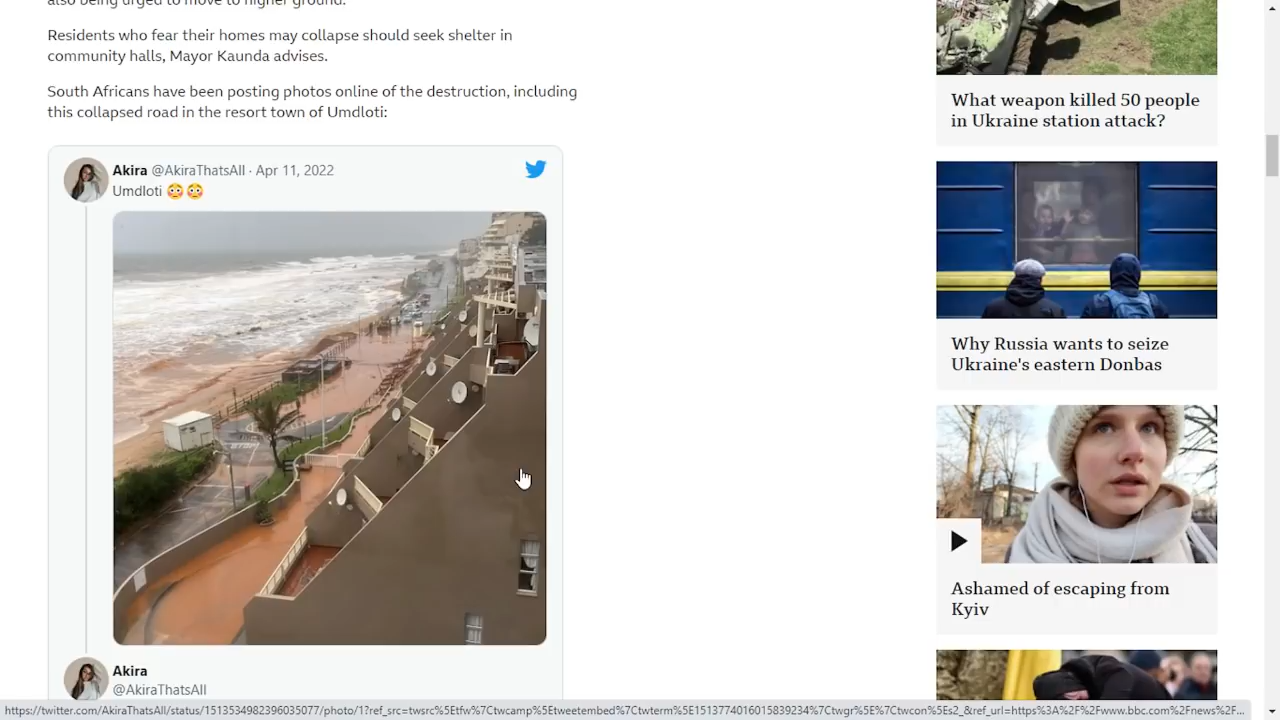 also being urged to move to higher ground.
Residents who fear their homes may collapse should seek shelter in
community halls, Mayor Kaunda advises.
South Africans have been posting photos online of the destruction, including
this collapsed road in the resort town of Umdloti:
Akira @AkiraThatsAll · Apr 11, 2022
Umdloti 😳😳
Akira
@AkiraThatsAll
What weapon killed 50 people
in Ukraine station attack?
Why Russia wants to seize
Ukraine's eastern Donbas
Ashamed of escaping from
Kyiv
https://twitter.com/AkiraThatsAll/status/1513534982396035077/photo/1?ref_src=twsrc%5Etfw%7Ctwcamp%5Etweetembed%7Ctwterm%5E1513774016015839234%7Ctwgr%5E%7Ctwcon%5Es2_&ref_url=https%3A%2F%2Fwww.bbc.com%2Fnews%2F...